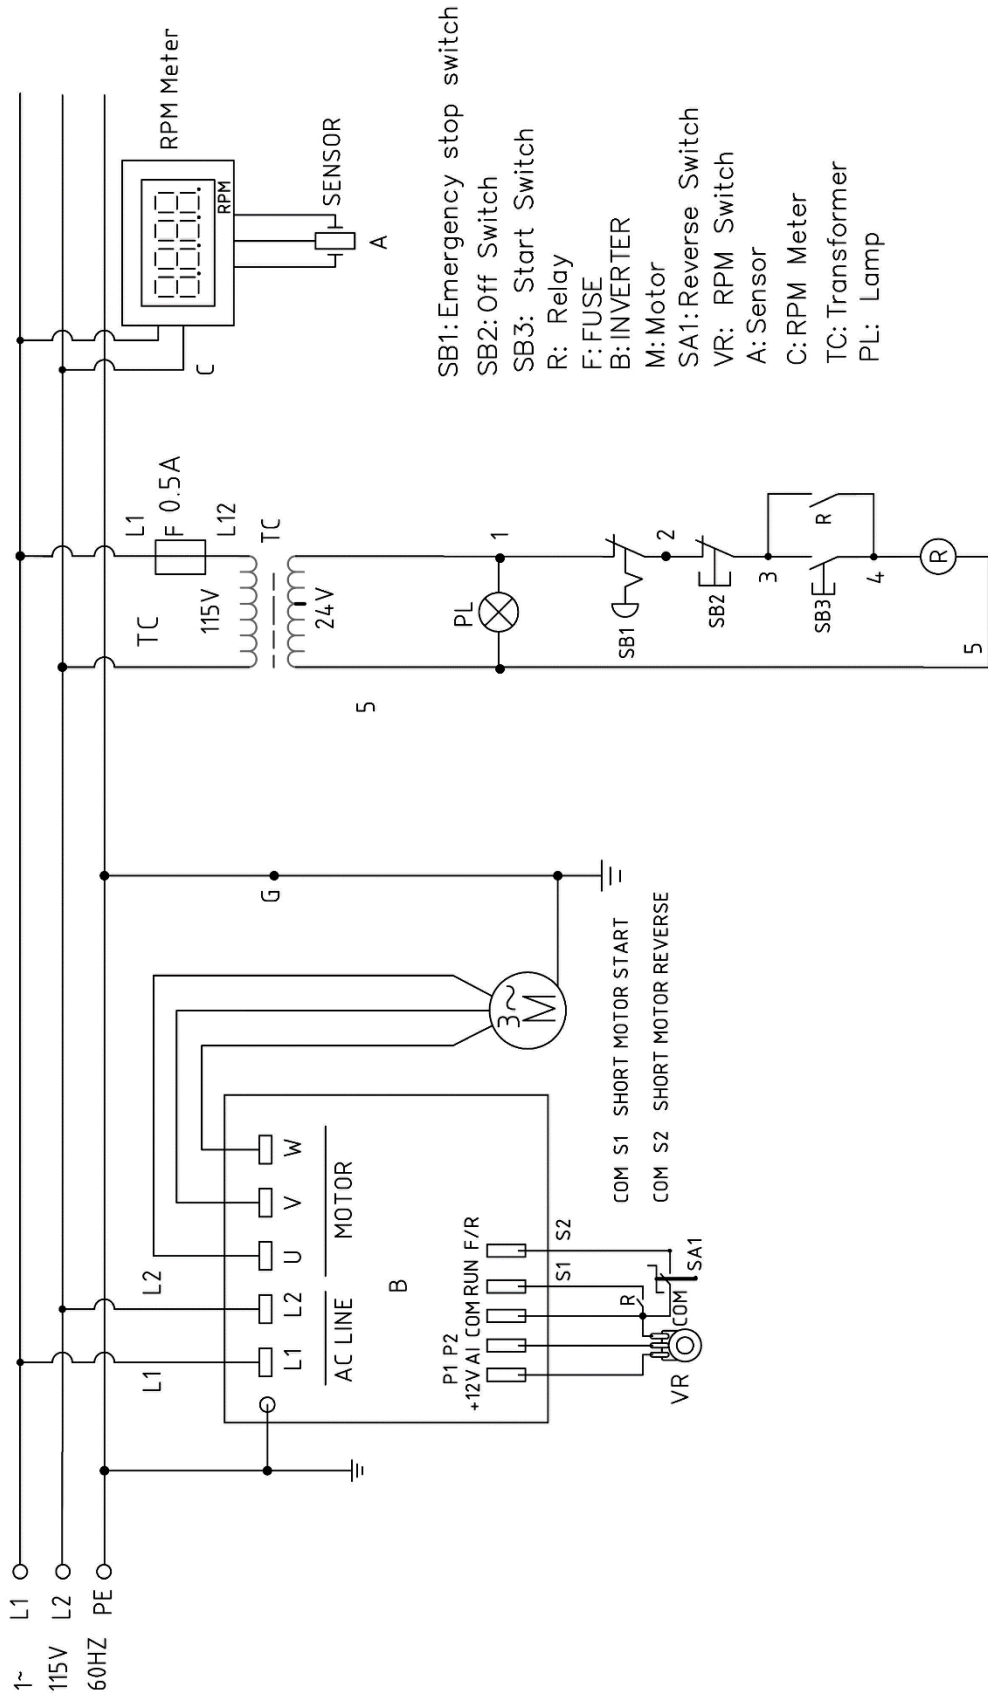 1~
115V
60HZ
L1
L2
PE
L1
L2
L1
L2
AC LINE
U
V
W
MOTOR
B
P1 P2
+12V AI COM RUN F/R
S1
S2
R
COM
SA1
VR
3~
M
G
COM S1 SHORT MOTOR START
COM S2 SHORT MOTOR REVERSE
TC
L1
F 0.5A
L12
115V
TC
24V
5
PL
1
SB1
2
SB2
3
SB3
R
4
R
5
RPM Meter
RPM
C
SENSOR
A
SB1: Emergency stop switch
SB2: Off Switch
SB3: Start Switch
R: Relay
F: FUSE
B: INVERTER
M: Motor
SA1: Reverse Switch
VR: RPM Switch
A: Sensor
C: RPM Meter
TC: Transformer
PL: Lamp